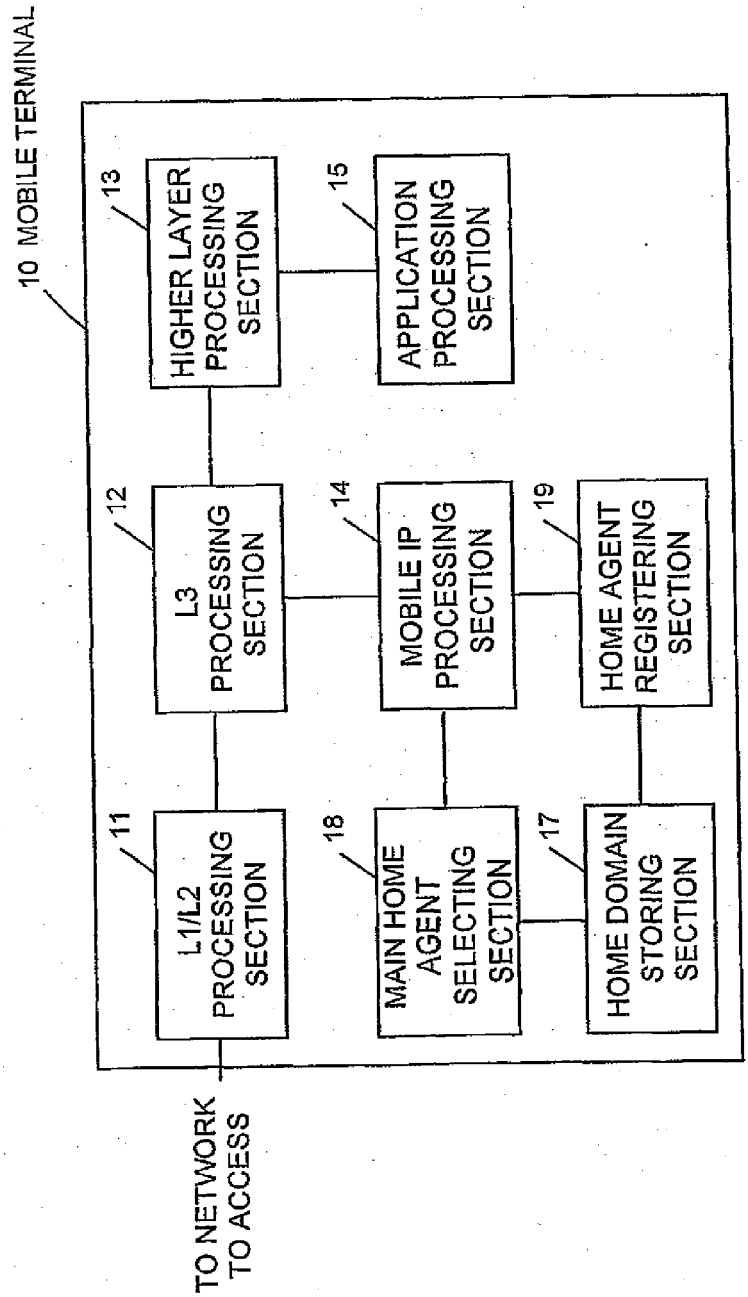 10 MOBILE TERMINAL
TO NETWORK
TO ACCESS
11
L1/L2
PROCESSING
SECTION
12
L3
PROCESSING
SECTION
13
HIGHER LAYER
PROCESSING
SECTION
18
MAIN HOME
AGENT
SELECTING
SECTION
14
MOBILE IP
PROCESSING
SECTION
15
APPLICATION
PROCESSING
SECTION
17
HOME DOMAIN
STORING
SECTION
19
HOME AGENT
REGISTERING
SECTION